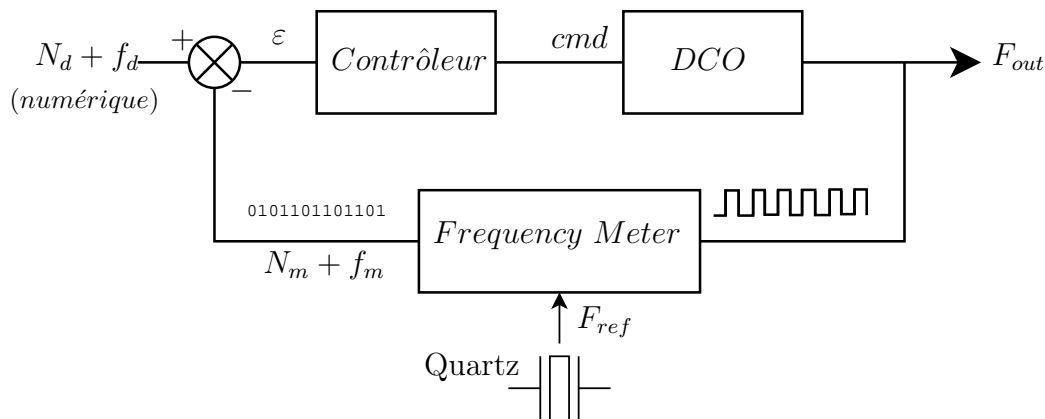 N_d + f_d
(numérique)
+
−
ε
Contrôleur
cmd
DCO
F_out
0101101101101
N_m + f_m
Frequency Meter
F_ref
Quartz